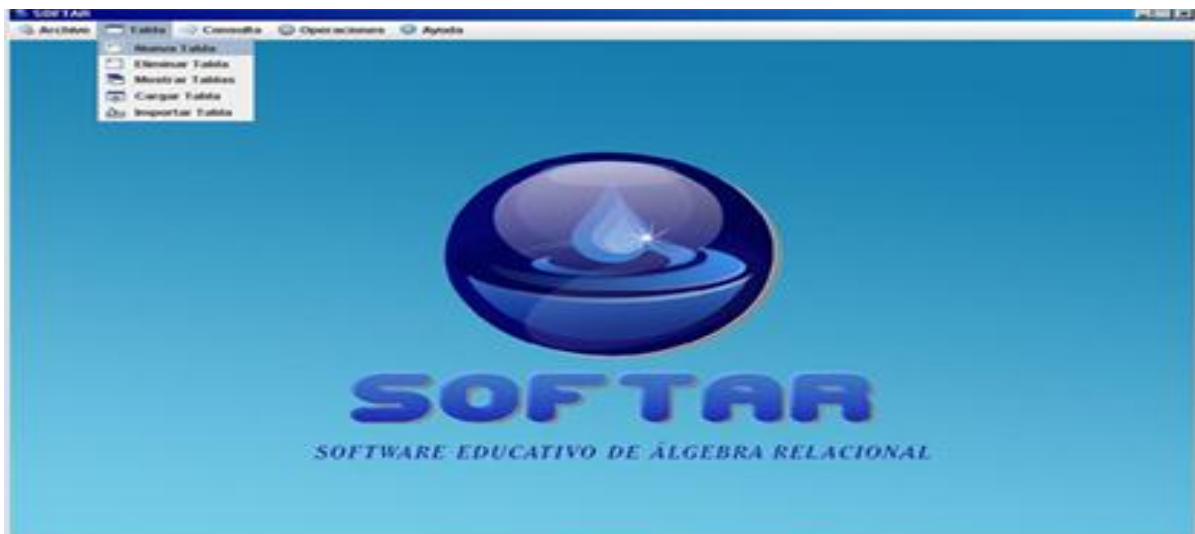 SOFTAR
Archivo Tabla Consulta Operaciones Ayuda
Nueva Tabla
Eliminar Tabla
Mostrar Tablas
Cargar Tabla
Importar Tabla
SOFTAR
SOFTWARE EDUCATIVO DE ÁLGEBRA RELACIONAL